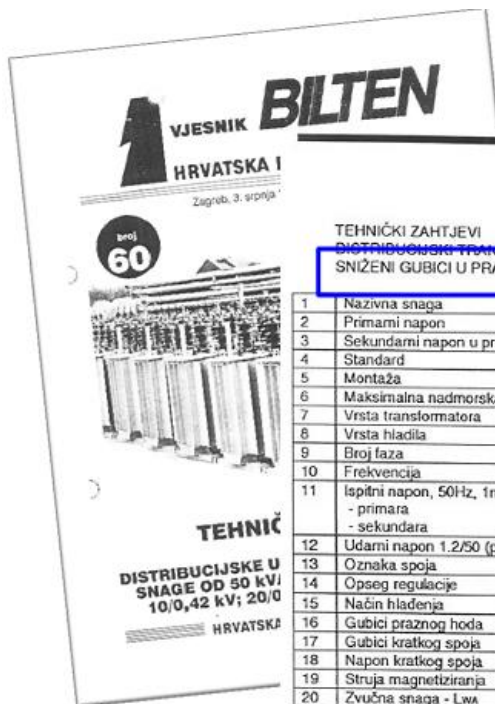 VJESNIK BILTEN
HRVATSKA
Zagreb, 3. srpnja
broj
60
TEHNIČ
DISTRIBUCIJSKE U
SNAGE OD 50 kV
10/0,42 kV; 20/0
HRVATSKA
TEHNIČKI ZAHTJEVI
DISTRIBUCIJSKI TRAN
SNIŽENI GUBICI U PRA
1 Nazivna snaga
2 Primarni napon
3 Sekundarni napon u pr
4 Standard
5 Montaža
6 Maksimalna nadmorska
7 Vrsta transformatora
8 Vrsta hladila
9 Broj faza
10 Frekvencija
11 Ispitni napon, 50Hz, 1m
- primara
- sekundara
12 Udarni napon 1.2/50 (p
13 Oznaka spoja
14 Opseg regulacije
15 Način hlađenja
16 Gubici praznog hoda
17 Gubici kratkog spoja
18 Napon kratkog spoja
19 Struja magnetiziranja
20 Zvučna snaga - LWA